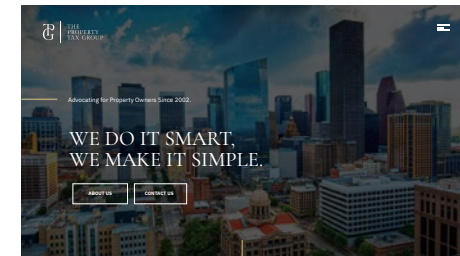 THE
PROPERTY
TAX GROUP
Advocating for Property Owners Since 2002.
WE DO IT SMART,
WE MAKE IT SIMPLE.
ABOUT US
CONTACT US